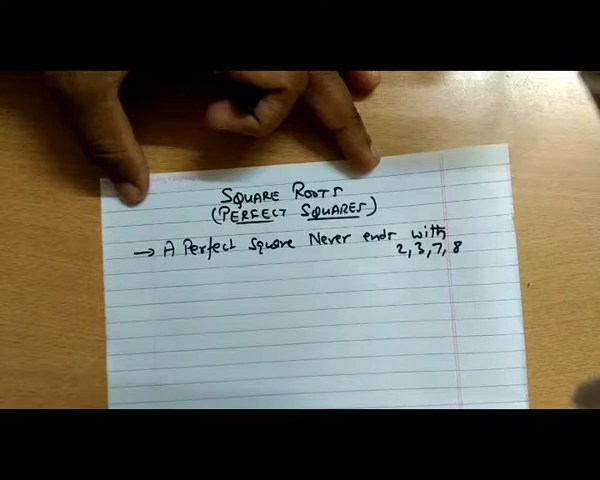 SQUARE ROOTS
(PERFECT SQUARES)
→ A Perfect Square Never ends with
2, 3, 7, 8